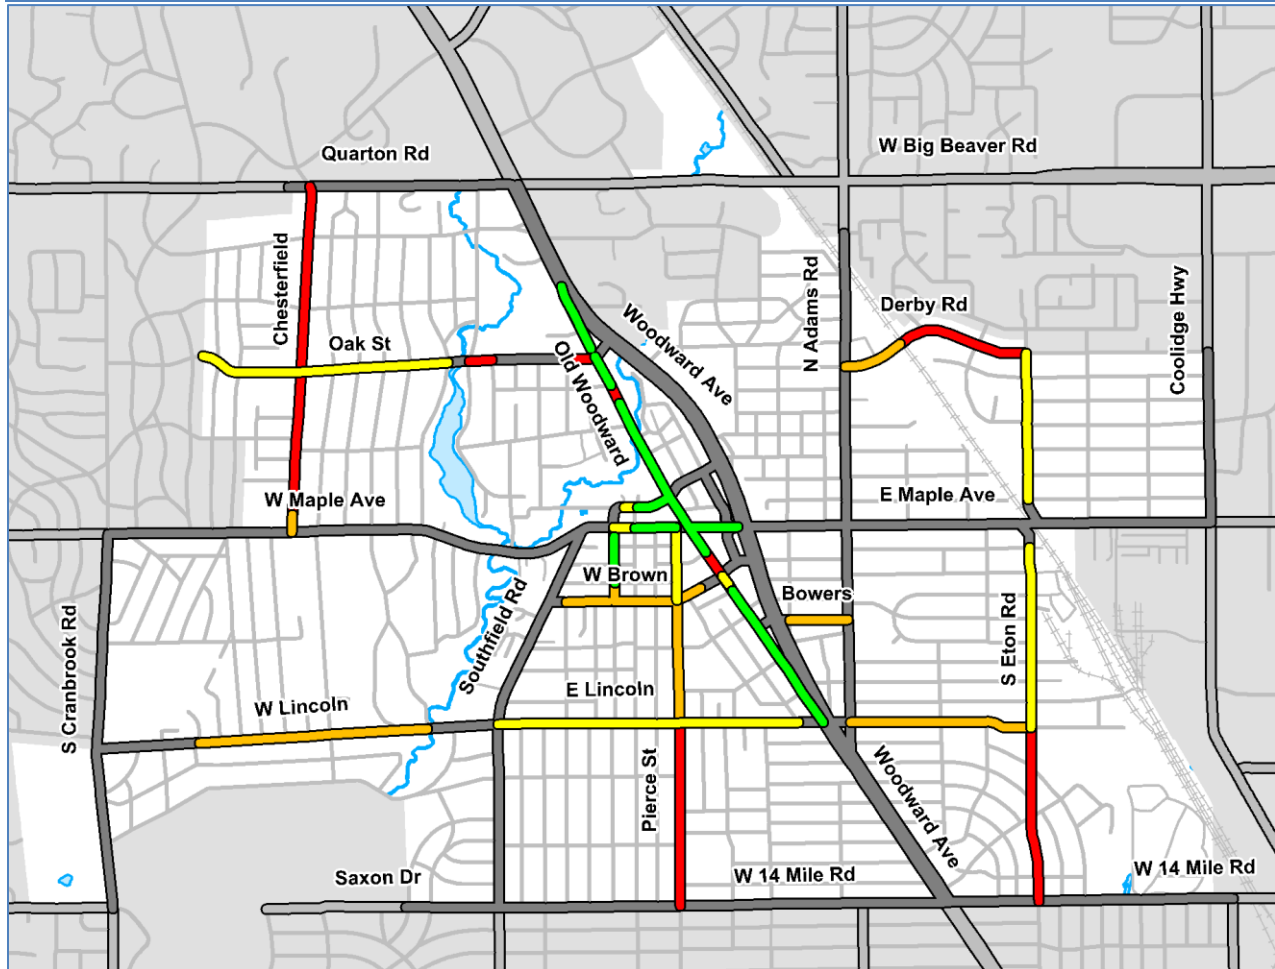 W Big Beaver Rd
Quarton Rd
Chesterfield
N Adams Rd
Coolidge Hwy
Derby Rd
Woodward Ave
Oak St
Old Woodward
W Maple Ave
E Maple Ave
W Brown
Bowers
S Cranbrook Rd
Southfield Rd
S Eton Rd
E Lincoln
W Lincoln
Pierce St
Woodward Ave
Saxon Dr
W 14 Mile Rd
W 14 Mile Rd